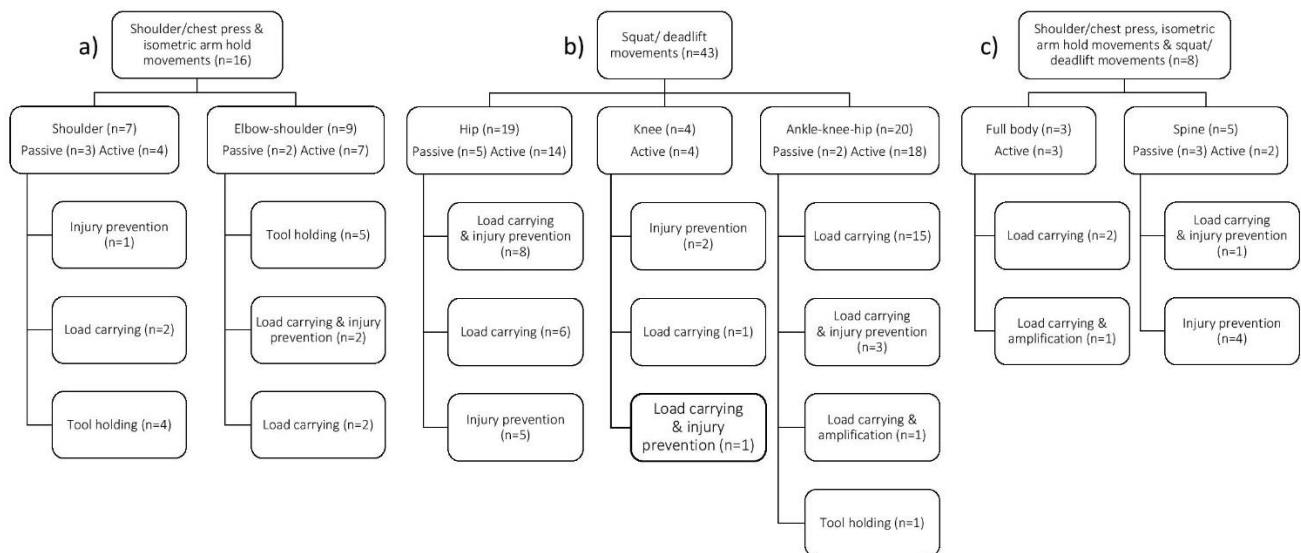 a)
Shoulder/chest press &
isometric arm hold
movements (n=16)
Shoulder (n=7)
Passive (n=3) Active (n=4)
Injury prevention
(n=1)
Load carrying (n=2)
Tool holding (n=4)
Elbow-shoulder (n=9)
Passive (n=2) Active (n=7)
Tool holding (n=5)
Load carrying & injury
prevention (n=2)
Load carrying (n=2)
b)
Squat/ deadlift
movements (n=43)
Hip (n=19)
Passive (n=5) Active (n=14)
Load carrying
& injury prevention
(n=8)
Load carrying (n=6)
Injury prevention
(n=5)
Knee (n=4)
Active (n=4)
Injury prevention
(n=2)
Load carrying (n=1)
Load carrying
& injury
prevention (n=1)
Ankle-knee-hip (n=20)
Passive (n=2) Active (n=18)
Load carrying (n=15)
Load carrying
& injury prevention
(n=3)
Load carrying &
amplification (n=1)
Tool holding (n=1)
c)
Shoulder/chest press, isometric
arm hold movements & squat/
deadlift movements (n=8)
Full body (n=3)
Active (n=3)
Load carrying (n=2)
Load carrying &
amplification (n=1)
Spine (n=5)
Passive (n=3) Active (n=2)
Load carrying
& injury prevention
(n=1)
Injury prevention
(n=4)